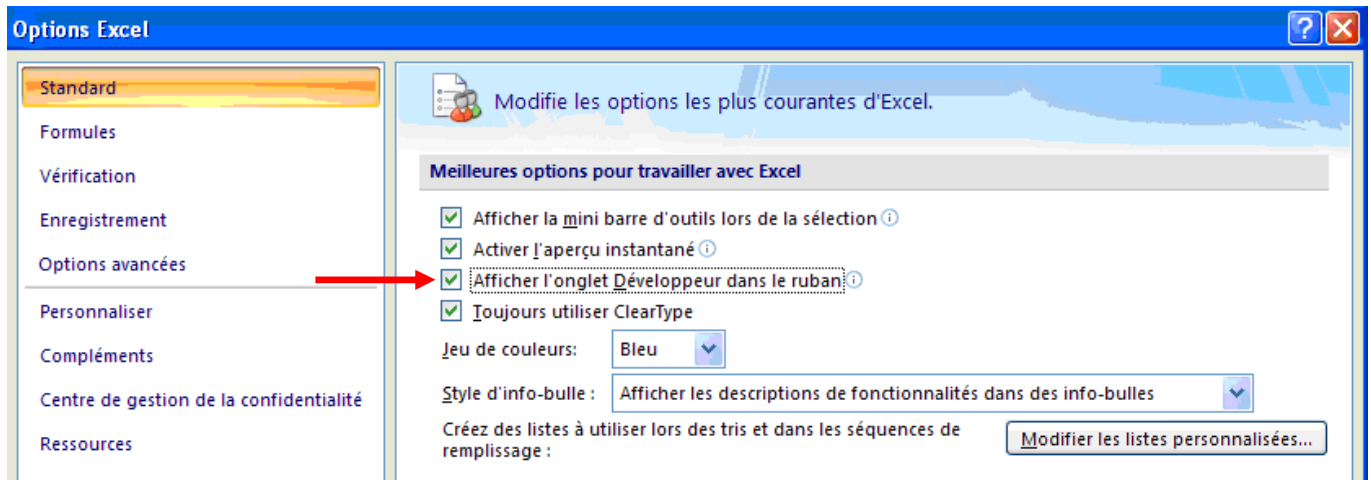 Options Excel
Standard
Formules
Vérification
Enregistrement
Options avancées
Personnaliser
Compléments
Centre de gestion de la confidentialité
Ressources
Modifie les options les plus courantes d'Excel.
Meilleures options pour travailler avec Excel
Afficher la mini barre d'outils lors de la sélection
Activer l'aperçu instantané
Afficher l'onglet Développeur dans le ruban
Toujours utiliser ClearType
Jeu de couleurs: Bleu
Style d'info-bulle : Afficher les descriptions de fonctionnalités dans des info-bulles
Créez des listes à utiliser lors des tris et dans les séquences de
remplissage :
Modifier les listes personnalisées...